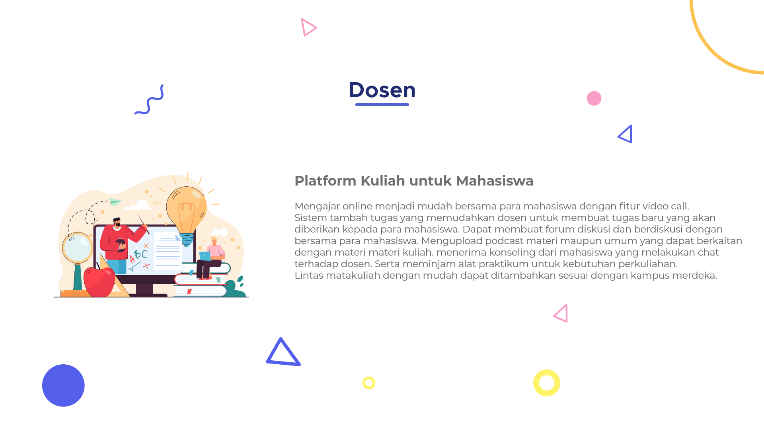 Dosen
Platform Kuliah untuk Mahasiswa
Mengajar online menjadi mudah bersama para mahasiswa dengan fitur video call.
Sistem tambah tugas yang memudahkan dosen untuk membuat tugas baru yang akan
diberikan kepada para mahasiswa. Dapat membuat forum diskusi dan berdiskusi dengan
bersama para mahasiswa. Mengupload podcast materi maupun umum yang dapat berkaitan
dengan materi materi kuliah. menerima konseling dari mahasiswa yang melakukan chat
terhadap dosen. Serta meminjam alat praktikum untuk kebutuhan perkuliahan.
Lintas matakuliah dengan mudah dapat ditambahkan sesuai dengan kampus merdeka.
AbC